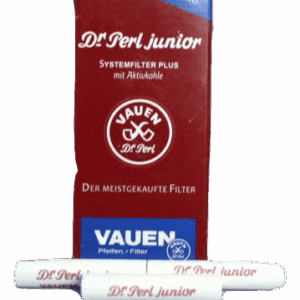 Dr Perl junior
SYSTEMFILTER PLUS
mit Aktivkohle
VAUEN
Dr Perl
DER MEISTGEKAUFTE FILTER
VAUEN
Pfeifen - Filter
VAUEN
Dr Perl junior
Dr Perl junior
Dr Perl junior